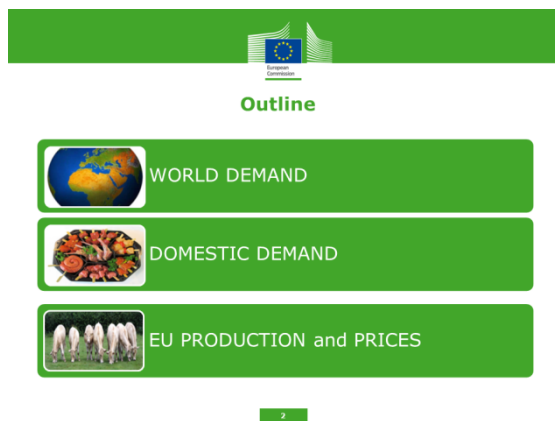 European
Commission
Outline
WORLD DEMAND
DOMESTIC DEMAND
EU PRODUCTION and PRICES
2